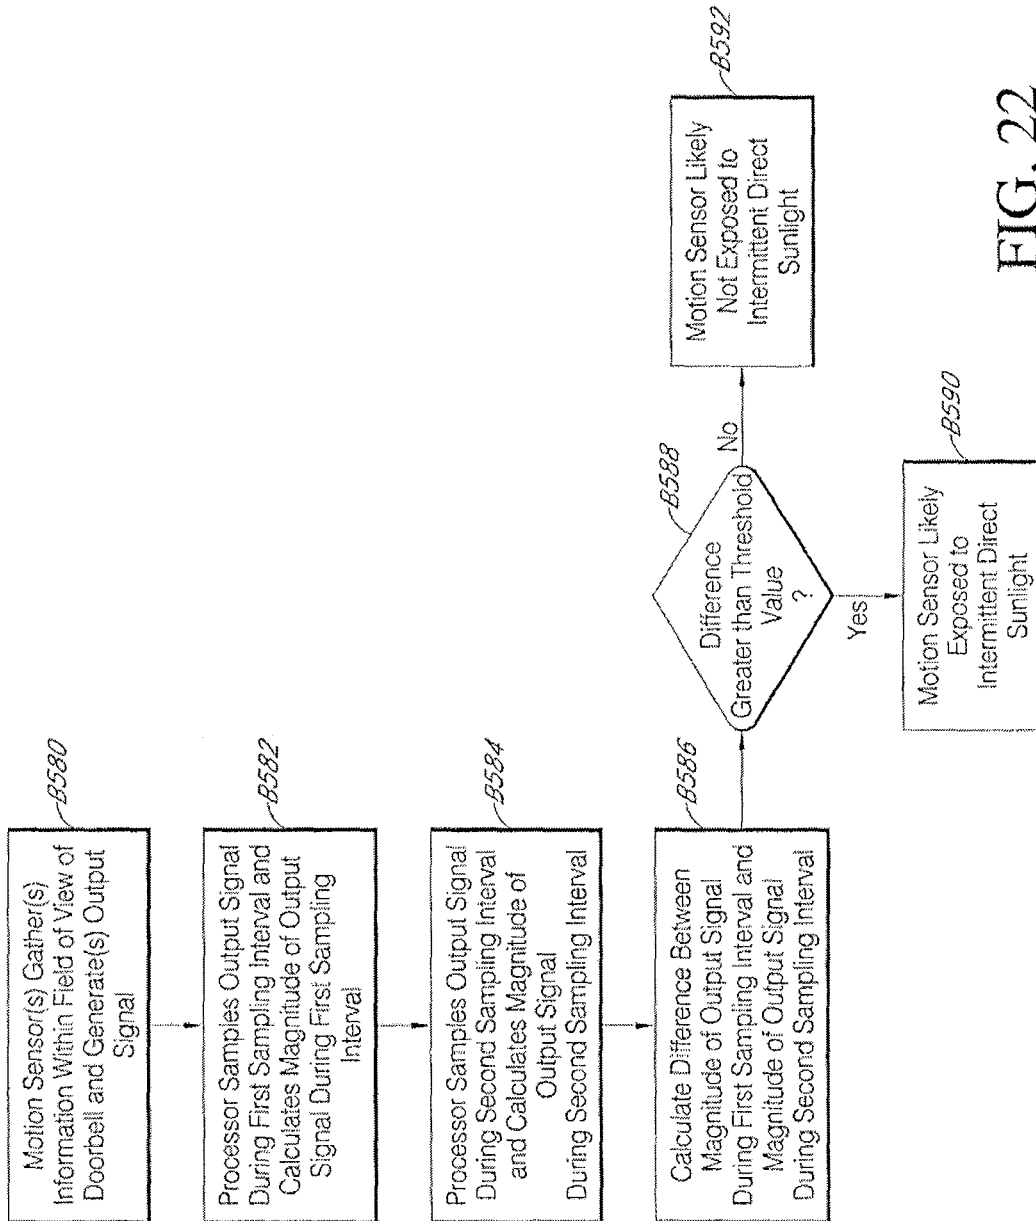 B580
Motion Sensor(s) Gather(s)
Information Within Field of View of
Doorbell and Generate(s) Output
Signal
B582
Processor Samples Output Signal
During First Sampling Interval and
Calculates Magnitude of Output
Signal During First Sampling
Interval
B584
Processor Samples Output Signal
During Second Sampling Interval
and Calculates Magnitude of
Output Signal
During Second Sampling Interval
B586
Calculate Difference Between
Magnitude of Output Signal
During First Sampling Interval and
Magnitude of Output Signal
During Second Sampling Interval
B588
Difference
Greater than Threshold
Value
?
No
Yes
B592
Motion Sensor Likely
Not Exposed to
Intermittent Direct
Sunlight
B590
Motion Sensor Likely
Exposed to
Intermittent Direct
Sunlight
FIG. 22